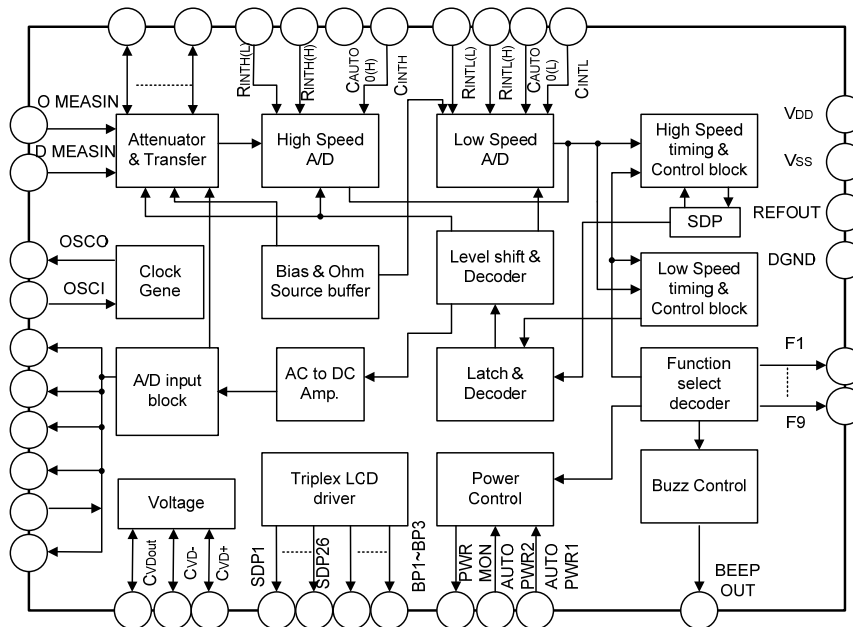 RINTH(L)
RINTH(H)
CAUTO
0(H)
CINTH
RINTL(L)
RINTL(H)
CAUTO
0(L)
CINTL
O MEASIN
D MEASIN
Attenuator
& Transfer
High Speed
A/D
Low Speed
A/D
High Speed
timing &
Control block
VDD
VSS
SDP
REFOUT
OSCO
OSCI
Clock
Gene
Bias & Ohm
Source buffer
Level shift &
Decoder
Low Speed
timing &
Control block
DGND
A/D input
block
AC to DC
Amp.
Latch &
Decoder
Function
select
decoder
F1
F9
Voltage
Triplex LCD
driver
Power
Control
Buzz Control
CVDout
CVD-
CVD+
SDP1
SDP26
BP1~BP3
PWR
MON
AUTO
PWR2
AUTO
PWR1
BEEP
OUT